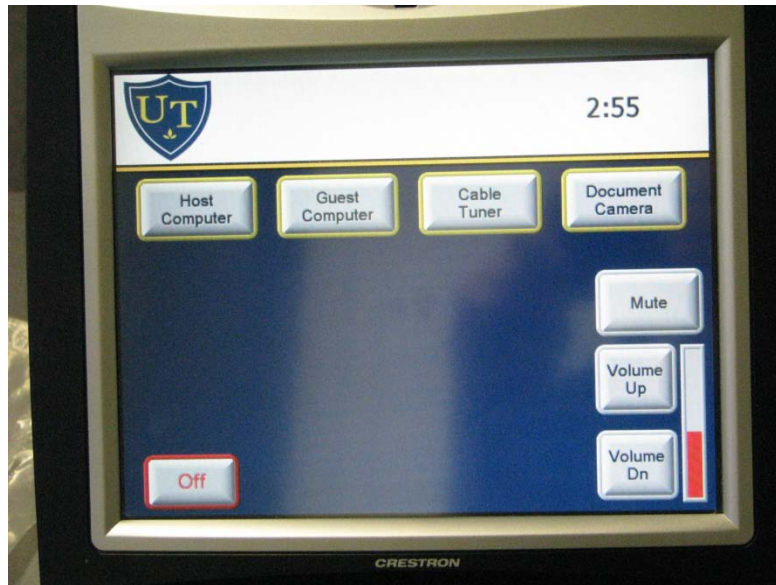 UT
2:55
Host
Computer
Guest
Computer
Cable
Tuner
Document
Camera
Mute
Volume
Up
Volume
Dn
Off
CRESTRON